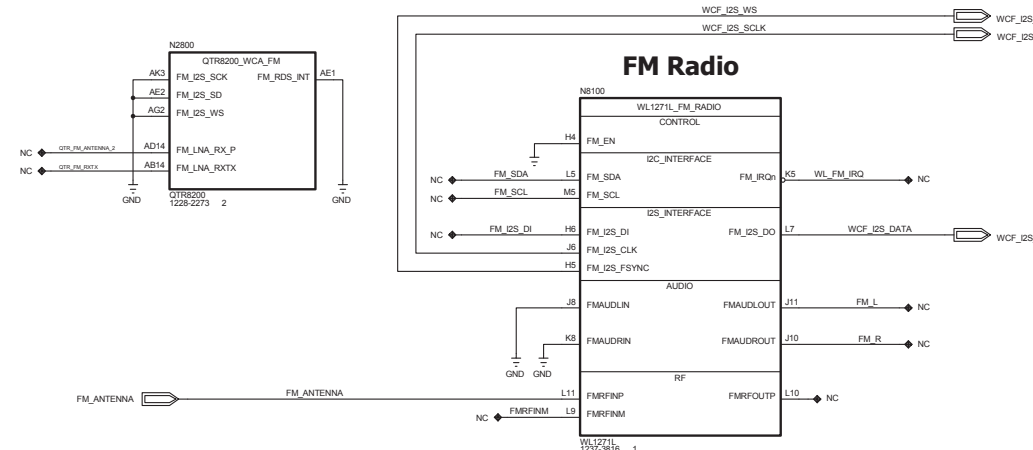 WCF_I2S_WS
WCF_I2S
WCF_I2S_SCLK
WCF_I2S
FM Radio
N2800
QTR8200_WCA_FM
AK3 FM_I2S_SCK FM_RDS_INT AE1
AE2 FM_I2S_SD
AG2 FM_I2S_WS
NC QTR_FM_ANTENNA_2 AD14 FM_LNA_RX_P
NC QTR_FM_RXTX AB14 FM_LNA_RXTX
GND
GND
QTR8200
1228-2273 2
N8100
WL1271L_FM_RADIO
CONTROL
H4 FM_EN
I2C_INTERFACE
NC FM_SDA L5 FM_SDA FM_IRQn K5 WL_FM_IRQ NC
NC FM_SCL M5 FM_SCL
I2S_INTERFACE
NC FM_I2S_DI H6 FM_I2S_DI FM_I2S_DO L7 WCF_I2S_DATA WCF_I2S
J6 FM_I2S_CLK
H5 FM_I2S_FSYNC
AUDIO
J8 FMAUDLIN FMAUDLOUT J11 FM_L NC
K8 FMAUDRIN FMAUDROUT J10 FM_R NC
GND GND
RF
FM_ANTENNA FM_ANTENNA L11 FMRFINP FMRFOUTP L10 NC
NC FMRFINM L9 FMRFINM
WL1271L
1237-3816 1